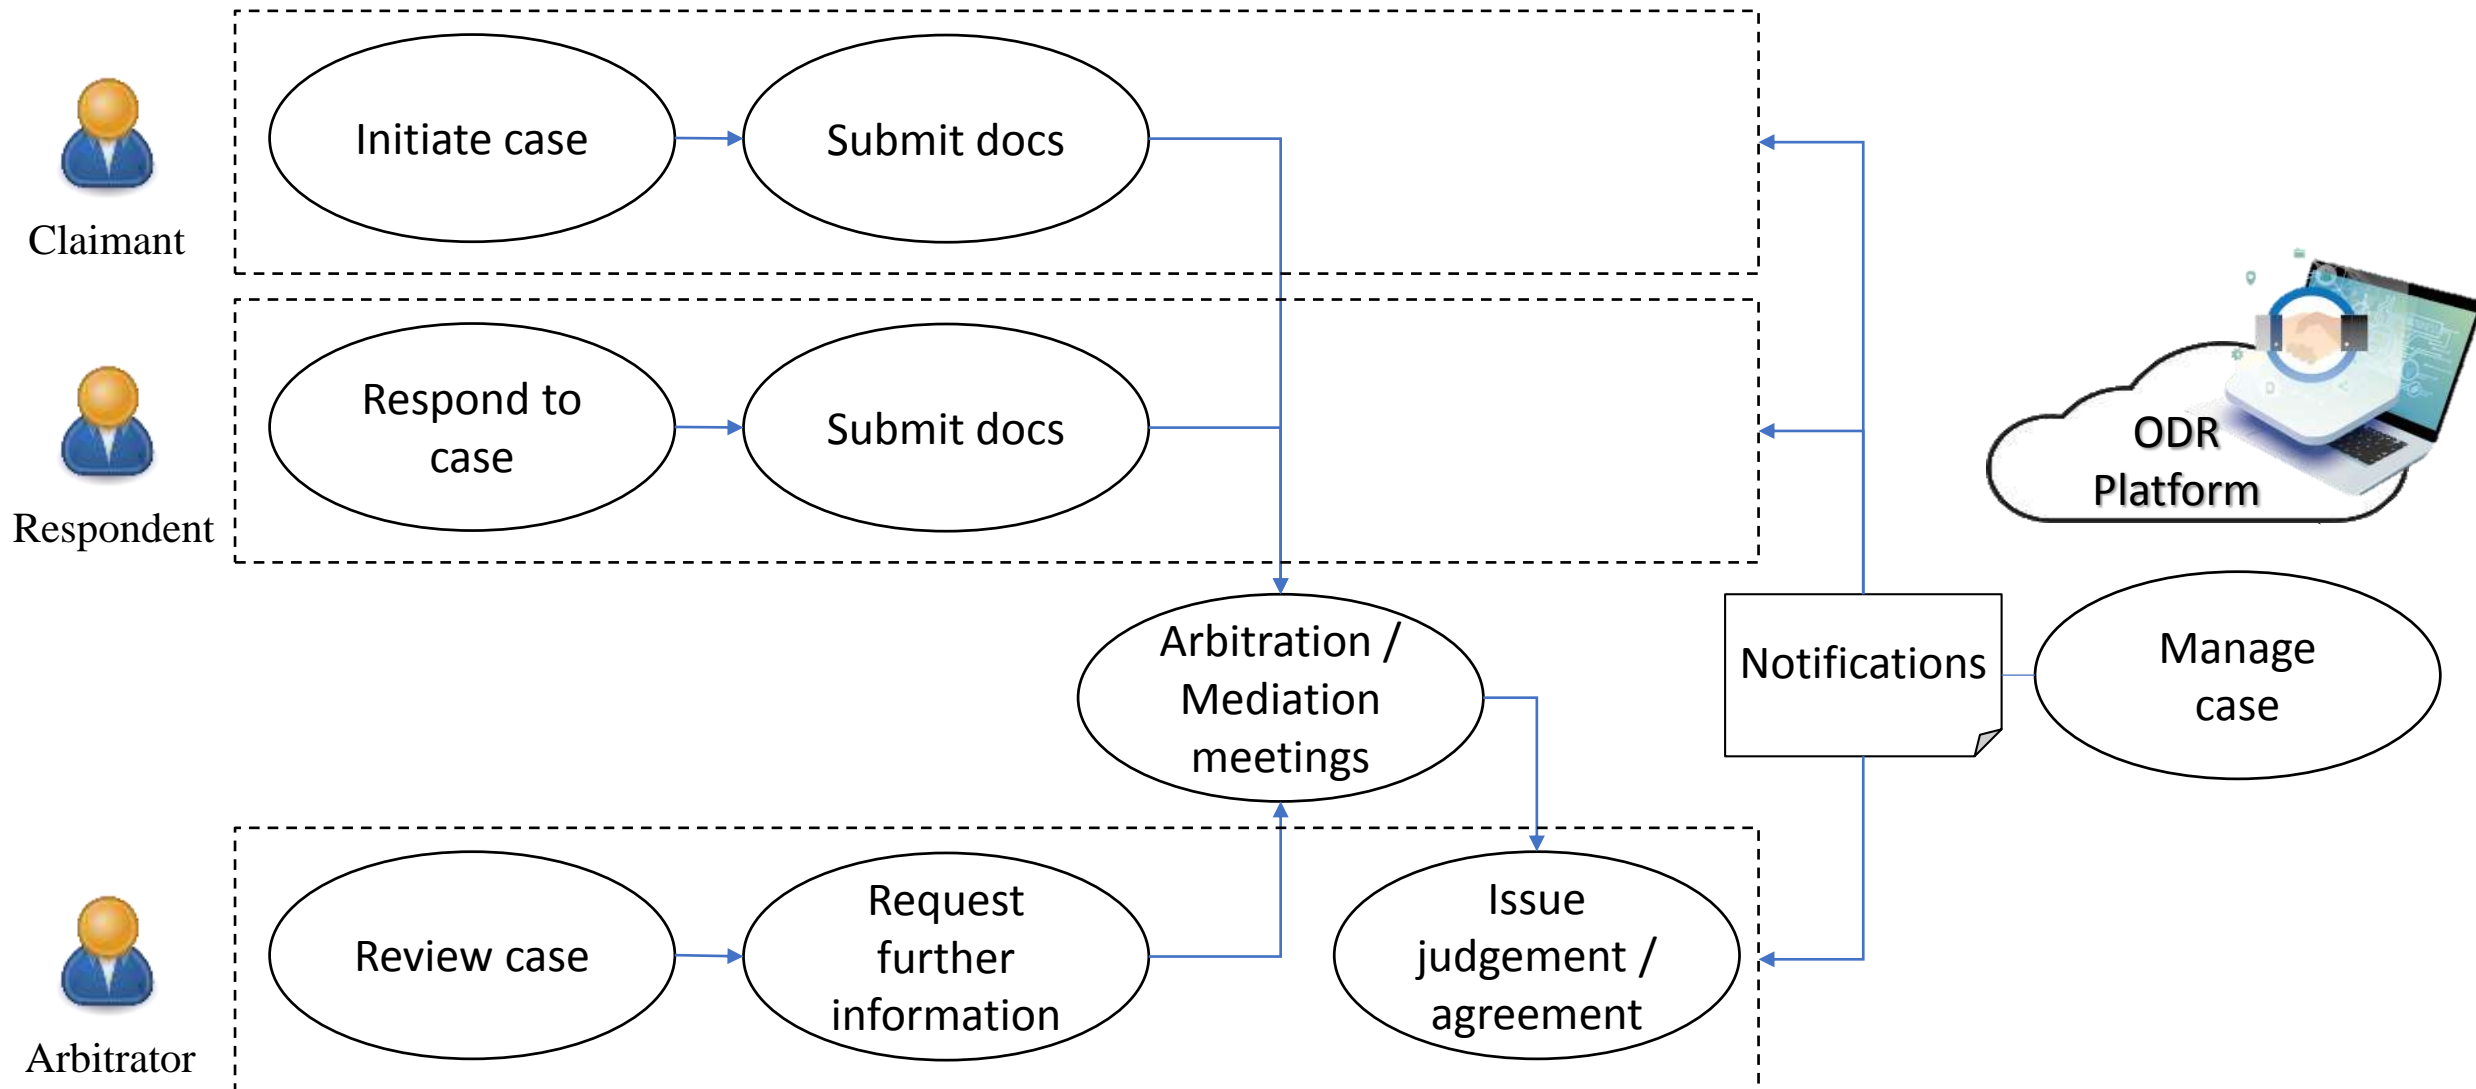 Initiate case
Submit docs
Claimant
Respond to
case
Submit docs
Respondent
ODR
Platform
Arbitration /
Mediation
meetings
Notifications
Manage
case
Review case
Request
further
information
Issue
judgement /
agreement
Arbitrator